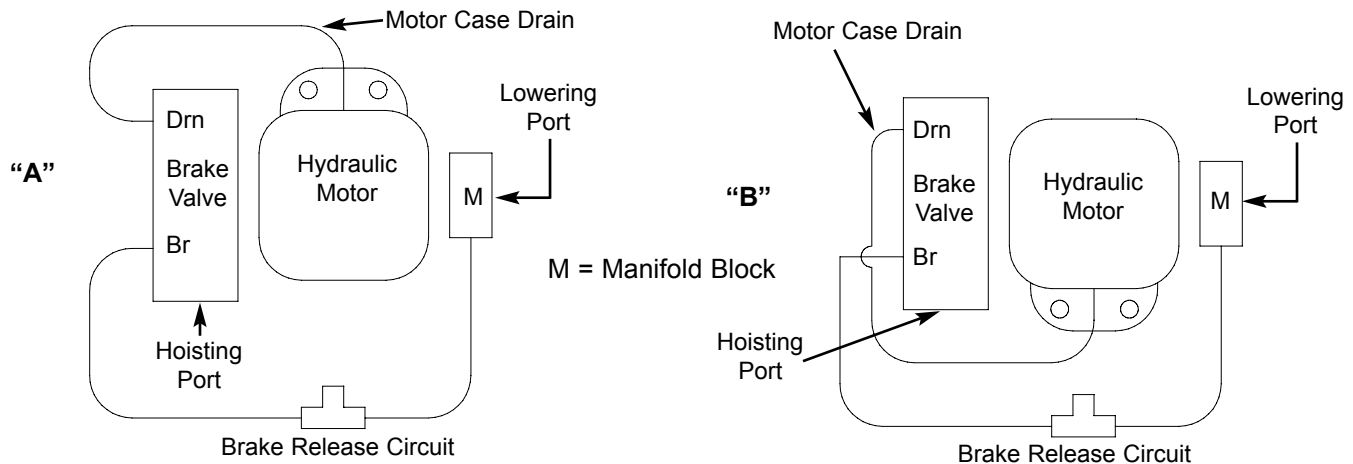 Motor Case Drain
Lowering
Port
Drn
Brake
Valve
Br
Hydraulic
Motor
M
“A”
Hoisting
Port
Brake Release Circuit
M = Manifold Block
Motor Case Drain
Lowering
Port
Drn
Brake
Valve
Br
Hydraulic
Motor
M
“B”
Hoisting
Port
Brake Release Circuit